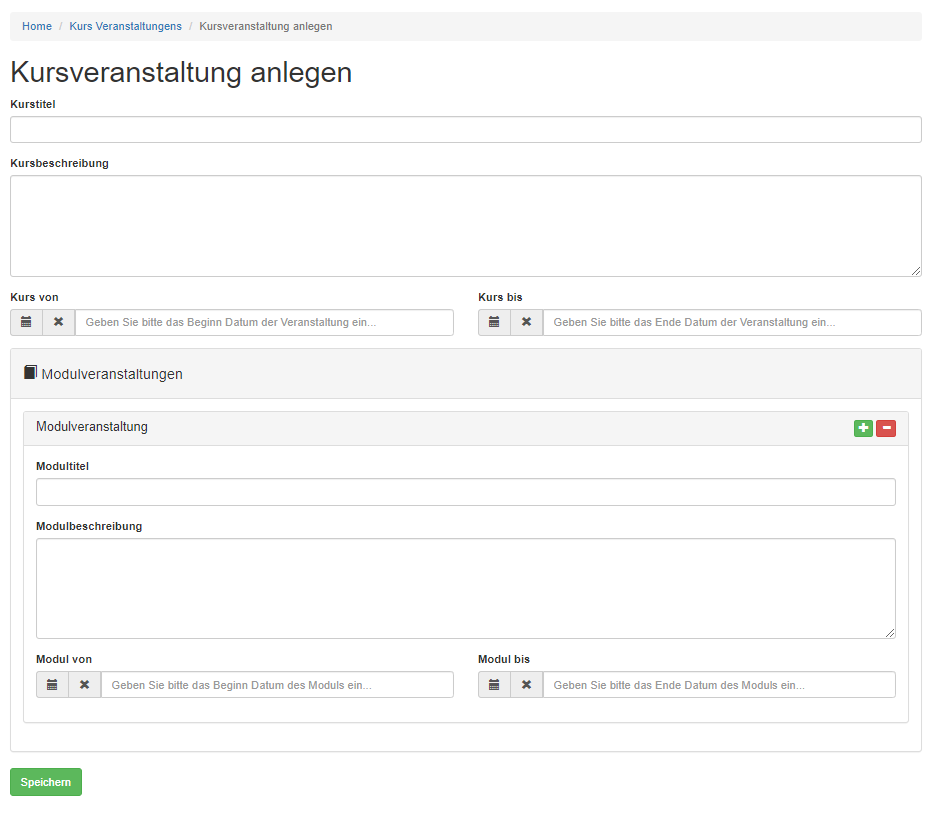 Home / Kurs Veranstaltungens / Kursveranstaltung anlegen
Kursveranstaltung anlegen
Kurstitel
Kursbeschreibung
Kurs von
Kurs bis
Geben Sie bitte das Beginn Datum der Veranstaltung ein...
Geben Sie bitte das Ende Datum der Veranstaltung ein...
Modulveranstaltungen
Modulveranstaltung
Modultitel
Modulbeschreibung
Modul von
Modul bis
Geben Sie bitte das Beginn Datum des Moduls ein...
Geben Sie bitte das Ende Datum des Moduls ein...
Speichern